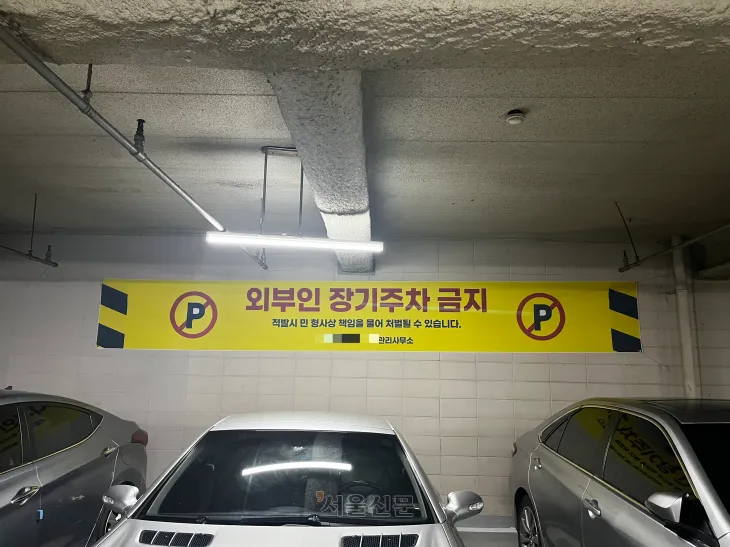 외부인 장기주차 금지
적발시 민 형사상 책임을 물어 처벌될 수 있습니다.
관리사무소
P
P
서울신문